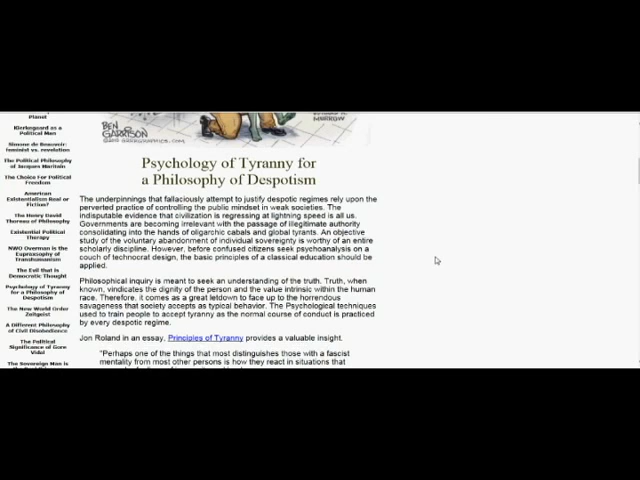 Planet
Kierkegaard as a
Political Man
Simone de Beauvoir:
feminist vs. revolution
The Political Philosophy
of Jacques Maritain
The Choice For Political
Freedom
American
Existentialism Real or
Fiction?
The Henry David
Thoreau of Philosophy
Existential Political
Therapy
NWO Overman is the
of
Transhumanism
The Evil that is
Democratic Thought
Psychology of Tyranny
for a Philosophy of
Despotism
The New World Order
Zeitgeist
A Different Philosophy
of Civil Disobedience
The Political
Significance of Gore
Vidal
The Sovereign Man is
BEN
GARRISON
Psychology of Tyranny for
a Philosophy of Despotism
The underpinnings that fallaciously attempt to justify despotic regimes rely upon the
perverted practice of controlling the public mindset in weak societies. The
indisputable evidence that civilization is regressing at lightning speed is all us.
Governments are becoming irrelevant with the passage of illegitimate authority
consolidating into the hands of oligarchic cabals and global tyrants. An objective
study of the voluntary abandonment of individual sovereignty is worthy of an entire
scholarly discipline. However, before confused citizens seek psychoanalysis on a
couch of technocrat design, the basic principles of a classical education should be
applied.
Philosophical inquiry is meant to seek an understanding of the truth. Truth, when
known, vindicates the dignity of the person and the value intrinsic within the human
race. Therefore, it comes as a great letdown to face up to the horrendous
savageness that society accepts as typical behavior. The Psychological techniques
used to train people to accept tyranny as the normal course of conduct is practiced
by every despotic regime.
Jon Roland in an essay, Principles of Tyranny provides a valuable insight.
"Perhaps one of the things that most distinguishes those with a fascist
mentality from most other persons is how they react in situations that